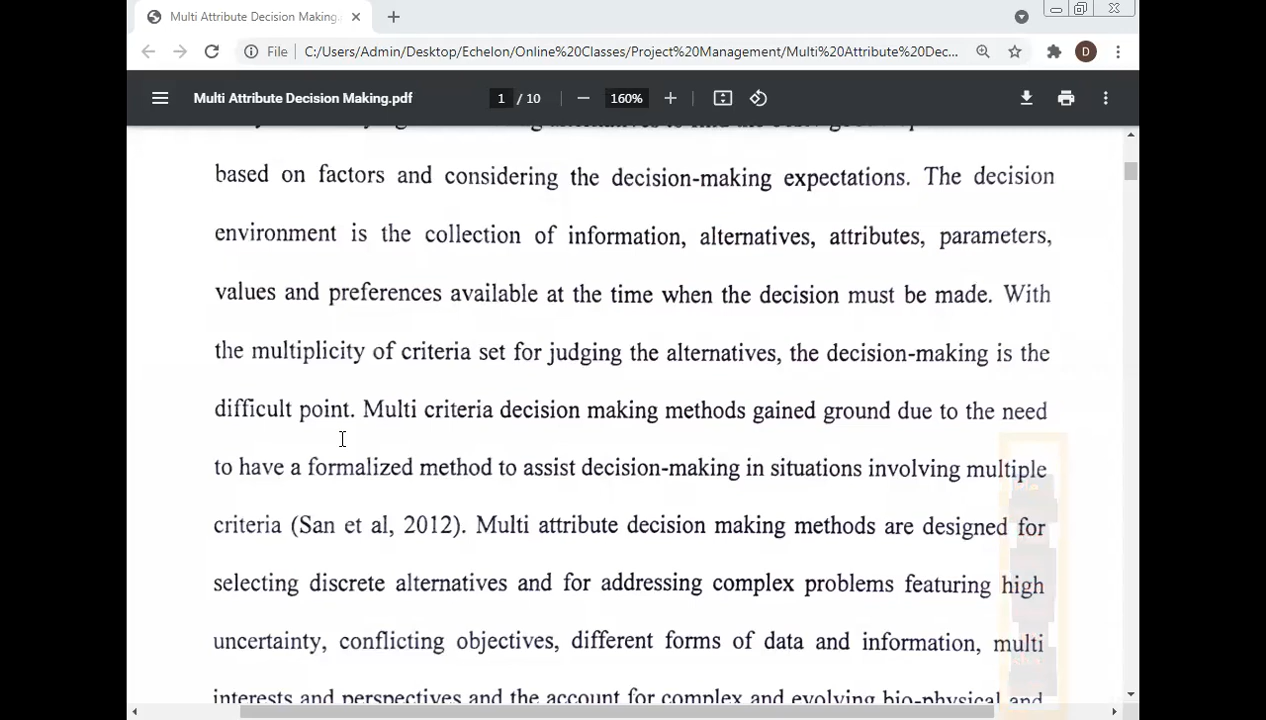 Multi Attribute Decision Making.
File C:/Users/Admin/Desktop/Echelon/Online%20Classes/Project%20Management/Multi%20Attribute%20Dec...
D
Multi Attribute Decision Making.pdf 1 / 10 160%
based on factors and considering the decision-making expectations. The decision
environment is the collection of information, alternatives, attributes, parameters,
values and preferences available at the time when the decision must be made. With
the multiplicity of criteria set for judging the alternatives, the decision-making is the
difficult point. Multi criteria decision making methods gained ground due to the need
to have a formalized method to assist decision-making in situations involving multiple
criteria (San et al, 2012). Multi attribute decision making methods are designed for
selecting discrete alternatives and for addressing complex problems featuring high
uncertainty, conflicting objectives, different forms of data and information, multi
interests and perspectives and the account for complex and evolving bio-physical and